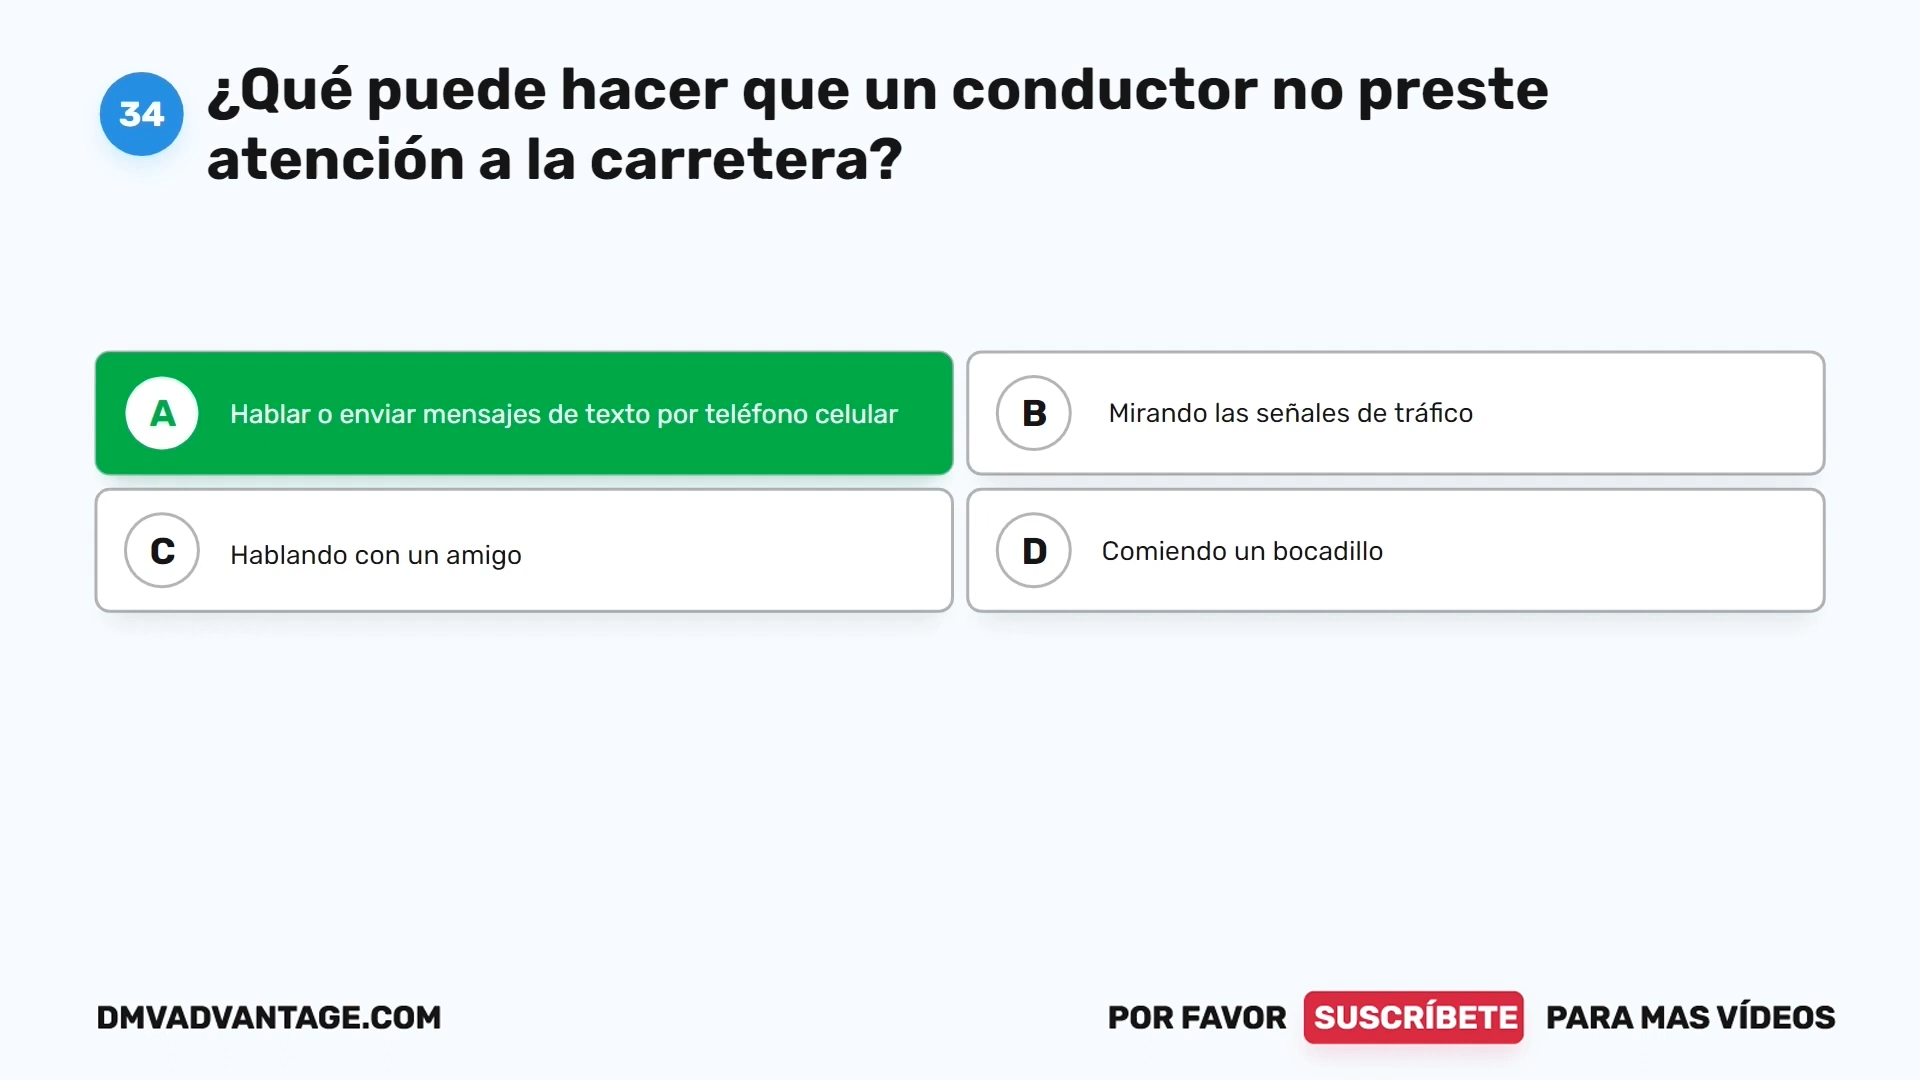 34
¿Qué puede hacer que un conductor no preste
atención a la carretera?
A
Hablar o enviar mensajes de texto por teléfono celular
B
Mirando las señales de tráfico
C
Hablando con un amigo
D
Comiendo un bocadillo
DMVADVANTAGE.COM
POR FAVOR SUSCRÍBETE PARA MAS VÍDEOS